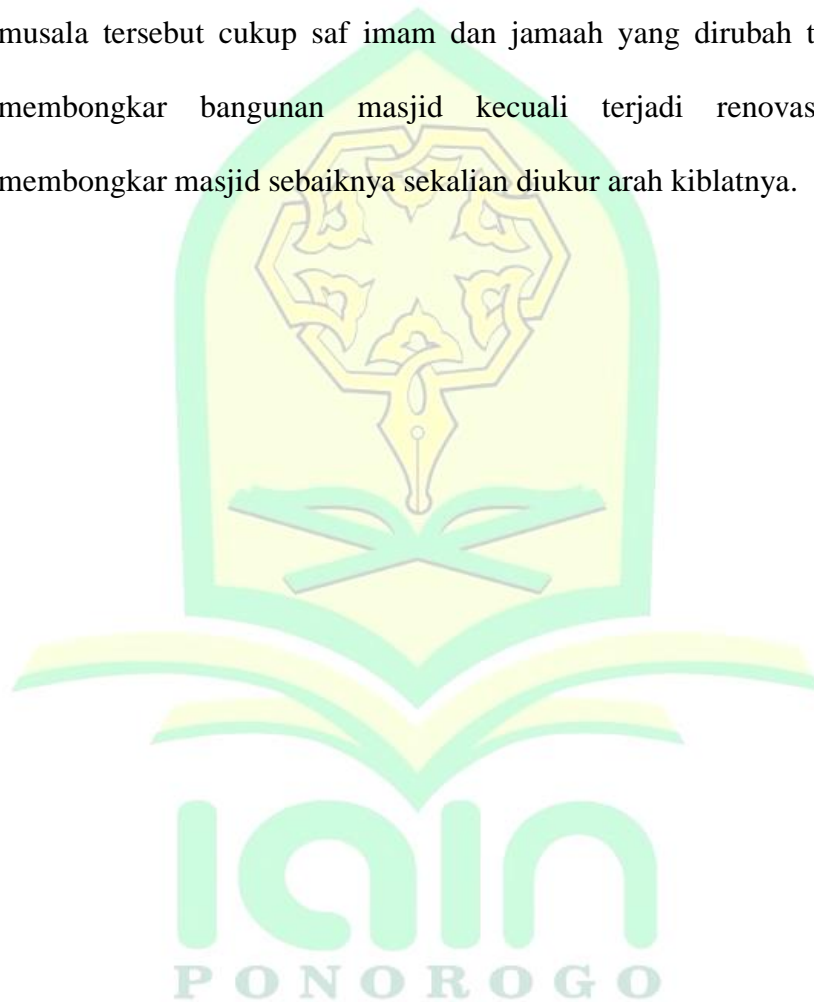 musala tersebut cukup saf imam dan jamaah yang dirubah t
membongkar bangunan masjid kecuali terjadi renovas
membongkar masjid sebaiknya sekalian diukur arah kiblatnya.
iain
PONOROGO